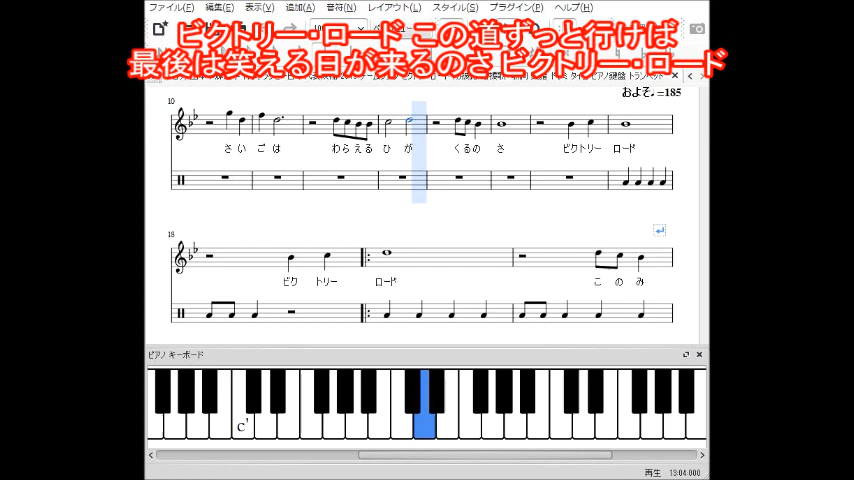 ファイル(F) 編集(E) 表示(V) 追加(A) 音符(N) レイアウト(L) スタイル(S) プラグイン(P) ヘルプ(H)
ビクトリー・ロード この道ずっと行けば
最後は笑える日が来るのさ ビクトリー・ロード
およそ♩=185
10
さ い ご は わ ら え る ひ が く る の さ ビ ク トリー ロード
18
ビク トリー ロード こ の み
ピアノ キーボード
c'
再生 13:04:000